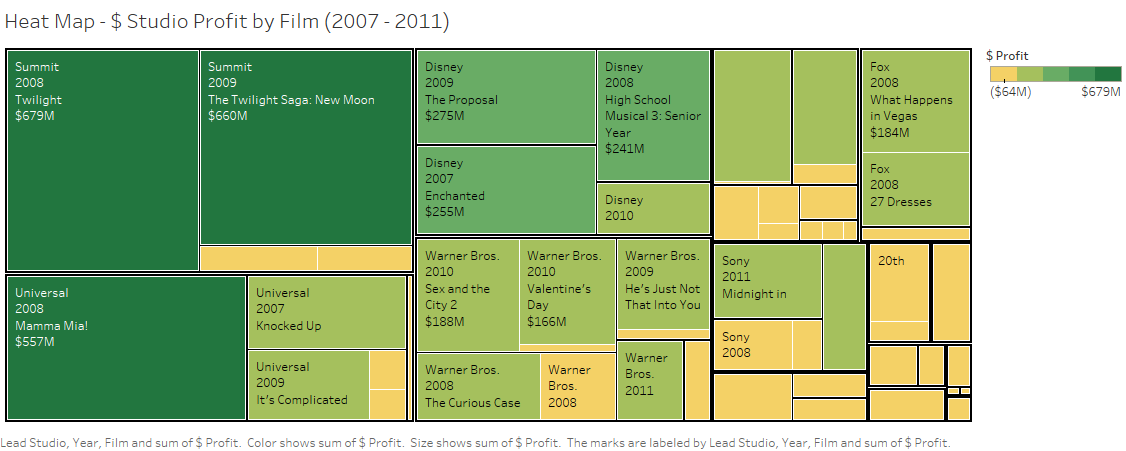 Heat Map - $ Studio Profit by Film (2007 - 2011)
Summit
2008
Twilight
$679M
Summit
2009
The Twilight Saga: New Moon
$660M
Universal
2008
Mamma Mia!
$557M
Universal
2007
Knocked Up
Universal
2009
It's Complicated
Disney
2009
The Proposal
$275M
Disney
2007
Enchanted
$255M
Disney
2008
High School
Musical 3: Senior
Year
$241M
Disney
2010
Warner Bros.
2010
Sex and the
City 2
$188M
Warner Bros.
2010
Valentine's
Day
$166M
Warner Bros.
2009
He's Just Not
That Into You
Warner Bros.
2008
The Curious Case
Warner
Bros.
2008
Warner
Bros.
2011
Fox
2008
What Happens
in Vegas
$184M
Fox
2008
27 Dresses
Sony
2011
Midnight in
Sony
2008
20th
$ Profit
($64M)
$679M
Lead Studio, Year, Film and sum of $ Profit. Color shows sum of $ Profit. Size shows sum of $ Profit. The marks are labeled by Lead Studio, Year, Film and sum of $ Profit.